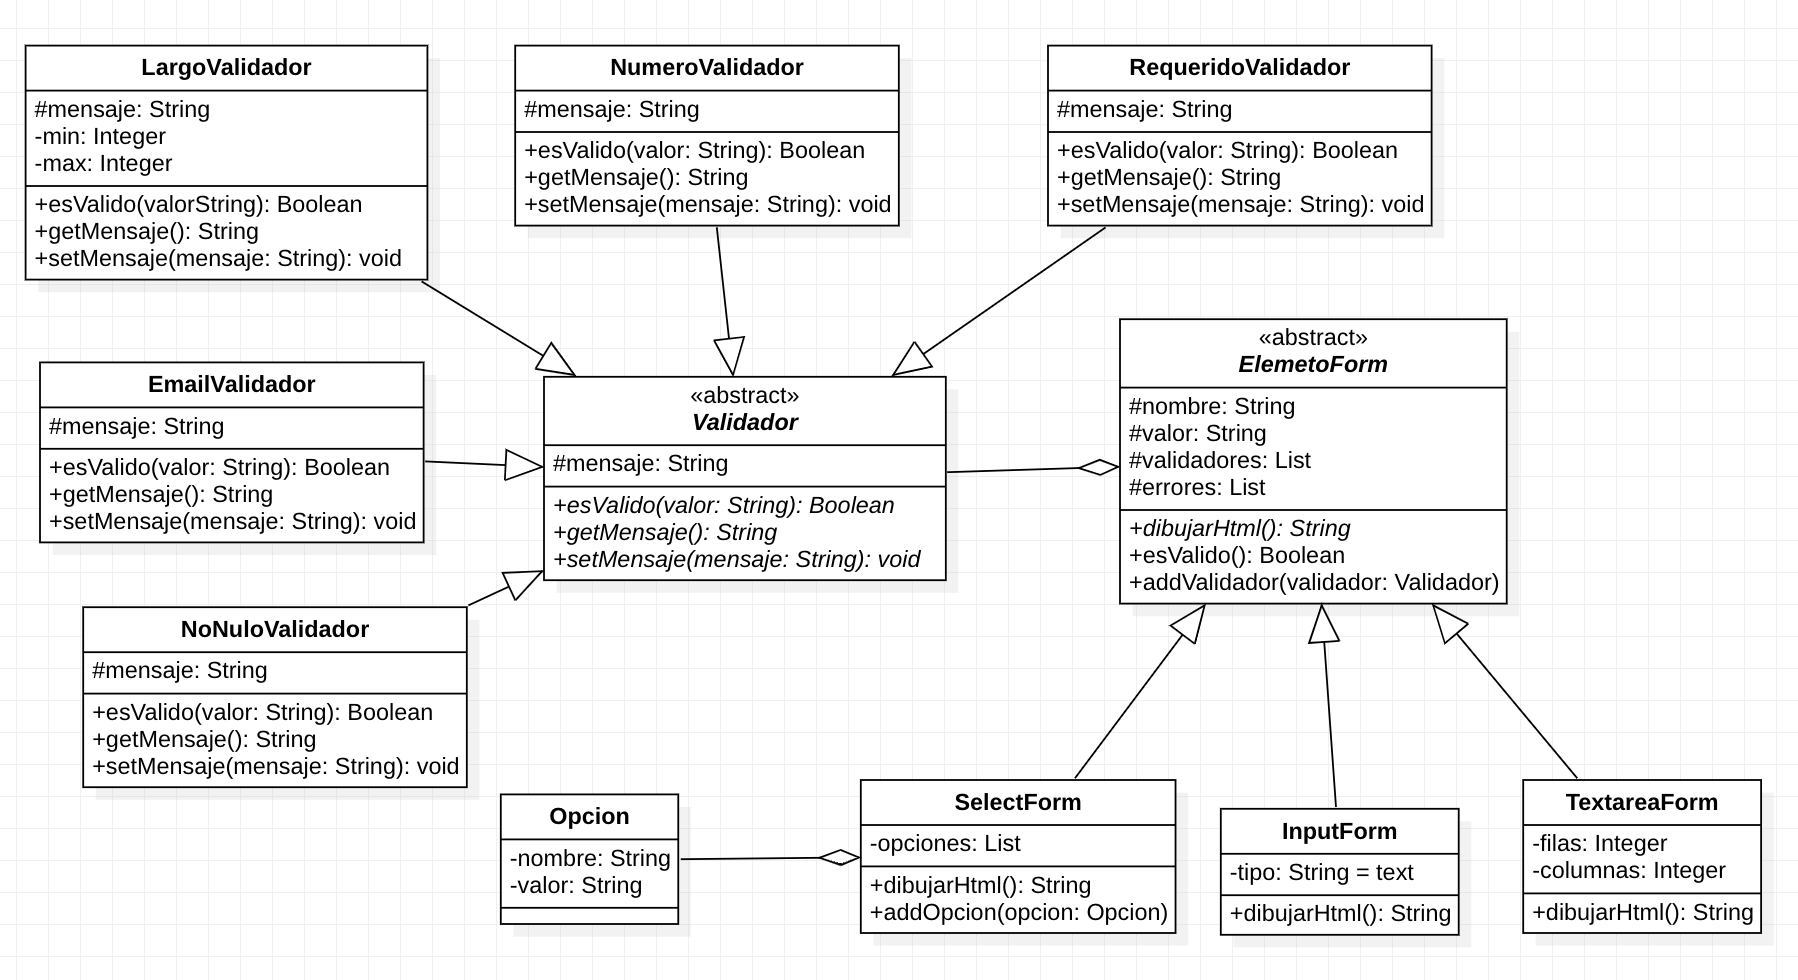 LargoValidador
#mensaje: String
-min: Integer
-max: Integer
+esValido(valorString): Boolean
+getMensaje(): String
+setMensaje(mensaje: String): void
NumeroValidador
#mensaje: String
+esValido(valor: String): Boolean
+getMensaje(): String
+setMensaje(mensaje: String): void
RequeridoValidador
#mensaje: String
+esValido(valor: String): Boolean
+getMensaje(): String
+setMensaje(mensaje: String): void
EmailValidador
#mensaje: String
+esValido(valor: String): Boolean
+getMensaje(): String
+setMensaje(mensaje: String): void
«abstract»
Validador
#mensaje: String
+esValido(valor: String): Boolean
+getMensaje(): String
+setMensaje(mensaje: String): void
«abstract»
ElemetoForm
#nombre: String
#valor: String
#validadores: List
#errores: List
+dibujarHtml(): String
+esValido(): Boolean
+addValidador(validador: Validador)
NoNuloValidador
#mensaje: String
+esValido(valor: String): Boolean
+getMensaje(): String
+setMensaje(mensaje: String): void
Opcion
-nombre: String
-valor: String
SelectForm
-opciones: List
+dibujarHtml(): String
+addOpcion(opcion: Opcion)
InputForm
-tipo: String = text
+dibujarHtml(): String
TextareaForm
-filas: Integer
-columnas: Integer
+dibujarHtml(): String